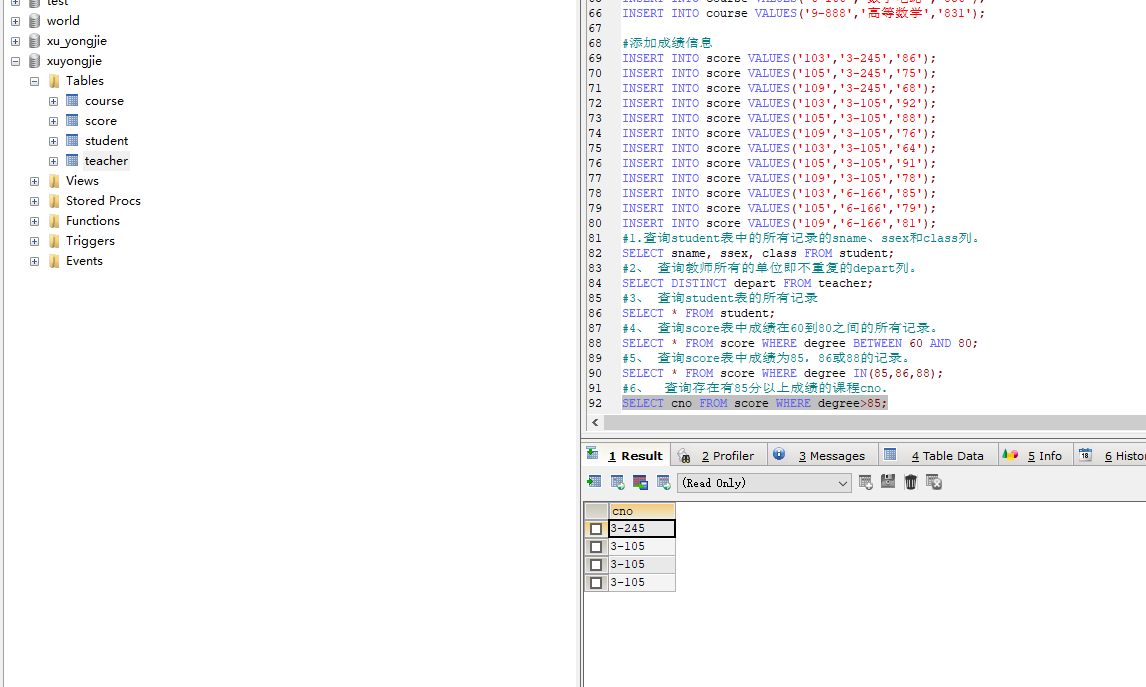 test
world
xu_yongjie
xuyongjie
Tables
course
score
student
teacher
Views
Stored Procs
Functions
Triggers
Events
66 INSERT INTO course VALUES('9-888','高等数学','831');
67
68 #添加成绩信息
69 INSERT INTO score VALUES('103','3-245','86');
70 INSERT INTO score VALUES('105','3-245','75');
71 INSERT INTO score VALUES('109','3-245','68');
72 INSERT INTO score VALUES('103','3-105','92');
73 INSERT INTO score VALUES('105','3-105','88');
74 INSERT INTO score VALUES('109','3-105','76');
75 INSERT INTO score VALUES('103','3-105','64');
76 INSERT INTO score VALUES('105','3-105','91');
77 INSERT INTO score VALUES('109','3-105','78');
78 INSERT INTO score VALUES('103','6-166','85');
79 INSERT INTO score VALUES('105','6-166','79');
80 INSERT INTO score VALUES('109','6-166','81');
81 #1.查询student表中的所有记录的sname、ssex和class列。
82 SELECT sname, ssex, class FROM student;
83 #2、 查询教师所有的单位即不重复的depart列。
84 SELECT DISTINCT depart FROM teacher;
85 #3、 查询student表的所有记录
86 SELECT * FROM student;
87 #4、 查询score表中成绩在60到80之间的所有记录。
88 SELECT * FROM score WHERE degree BETWEEN 60 AND 80;
89 #5、 查询score表中成绩为85，86或88的记录。
90 SELECT * FROM score WHERE degree IN(85,86,88);
91 #6、 查询存在有85分以上成绩的课程cno.
92 SELECT cno FROM score WHERE degree>85;
1 Result 2 Profiler 3 Messages 4 Table Data 5 Info 6 Histo
(Read Only)
cno
3-245
3-105
3-105
3-105